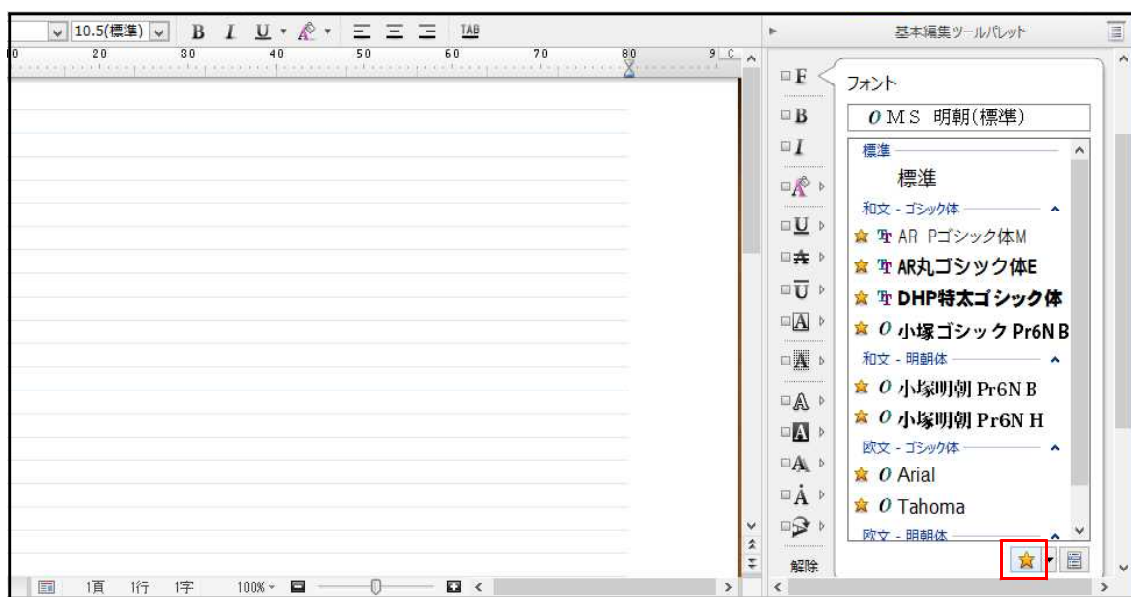 10.5(標準) B I U A TAB
10 20 30 40 50 60 70 80 9 C
基本編集ツールパレット
F
フォント
B
O MS 明朝(標準)
I
標準
標準
和文 - ゴシック体
AR Pゴシック体M
U
AR丸ゴシック体E
A
DHP特太ゴシック体
U
小塚ゴシック Pr6N B
A
和文 - 明朝体
A
小塚明朝 Pr6N B
A
小塚明朝 Pr6N H
A
欧文 - ゴシック体
A
Arial
A
Tahoma
欧文 - 明朝体
解除
1頁 1行 1字 100%